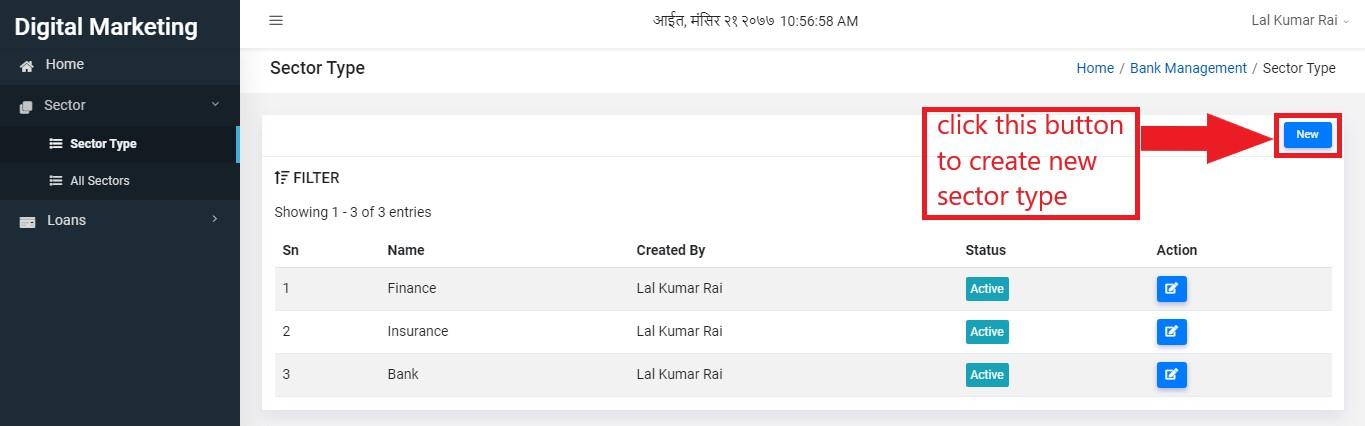 Digital Marketing
आईत, मंसिर २१ २०७७ 10:56:58 AM
Lal Kumar Rai
Home
Sector
Sector Type
All Sectors
Loans
Sector Type
Home / Bank Management / Sector Type
click this button
to create new
sector type
New
FILTER
Showing 1 - 3 of 3 entries
Sn Name Created By Status Action
1 Finance Lal Kumar Rai Active
2 Insurance Lal Kumar Rai Active
3 Bank Lal Kumar Rai Active